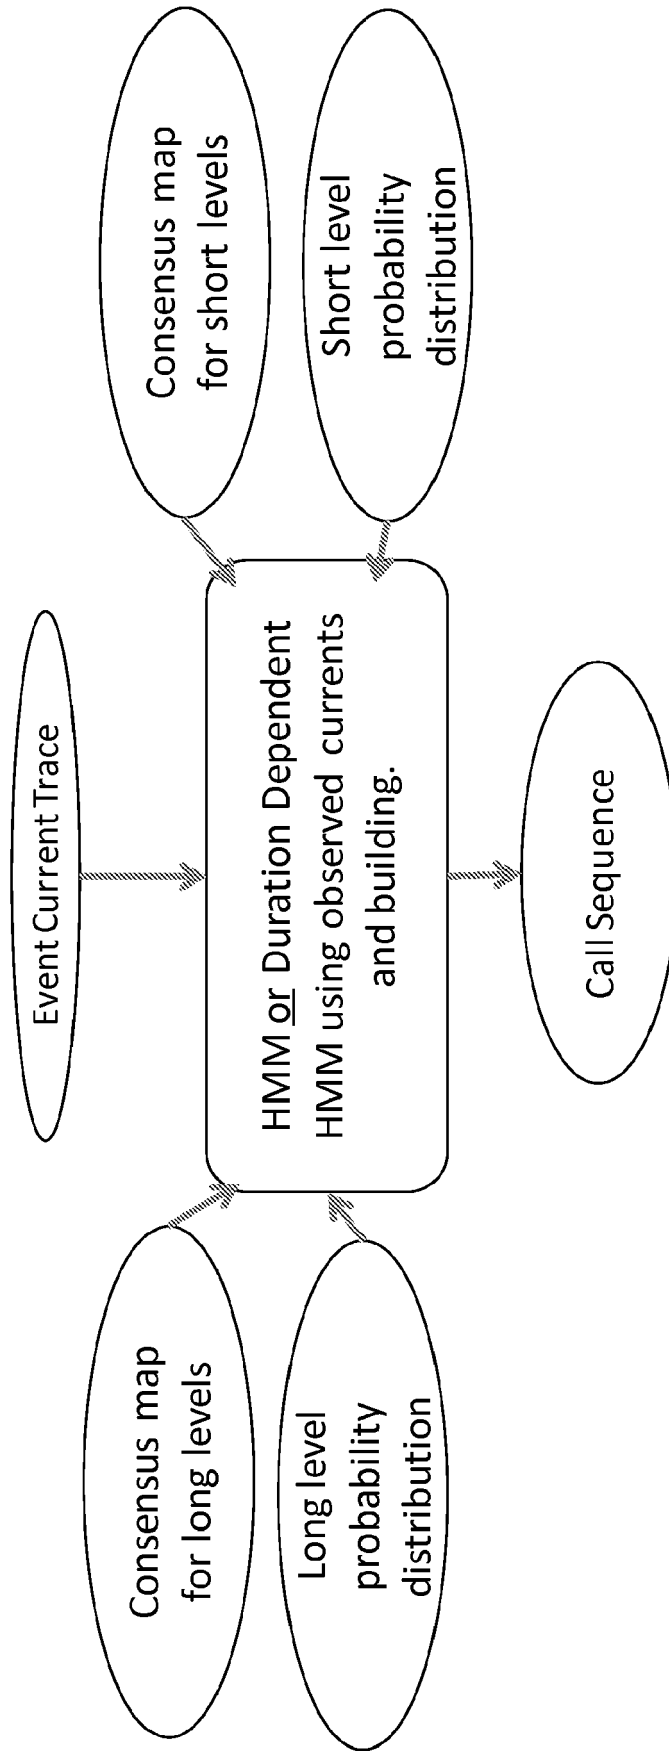 Event Current Trace
Consensus map
for long levels
Long level
probability
distribution
HMM or Duration Dependent
HMM using observed currents
and building.
Consensus map
for short levels
Short level
probability
distribution
Call Sequence